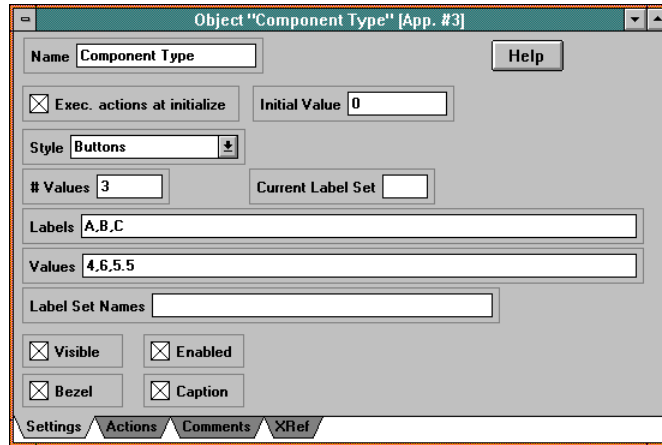 Object "Component Type" [App. #3]
Name Component Type Help
Exec. actions at initialize Initial Value 0
Style Buttons
# Values 3 Current Label Set
Labels A,B,C
Values 4,6,5.5
Label Set Names
Visible Enabled
Bezel Caption
Settings Actions Comments XRef